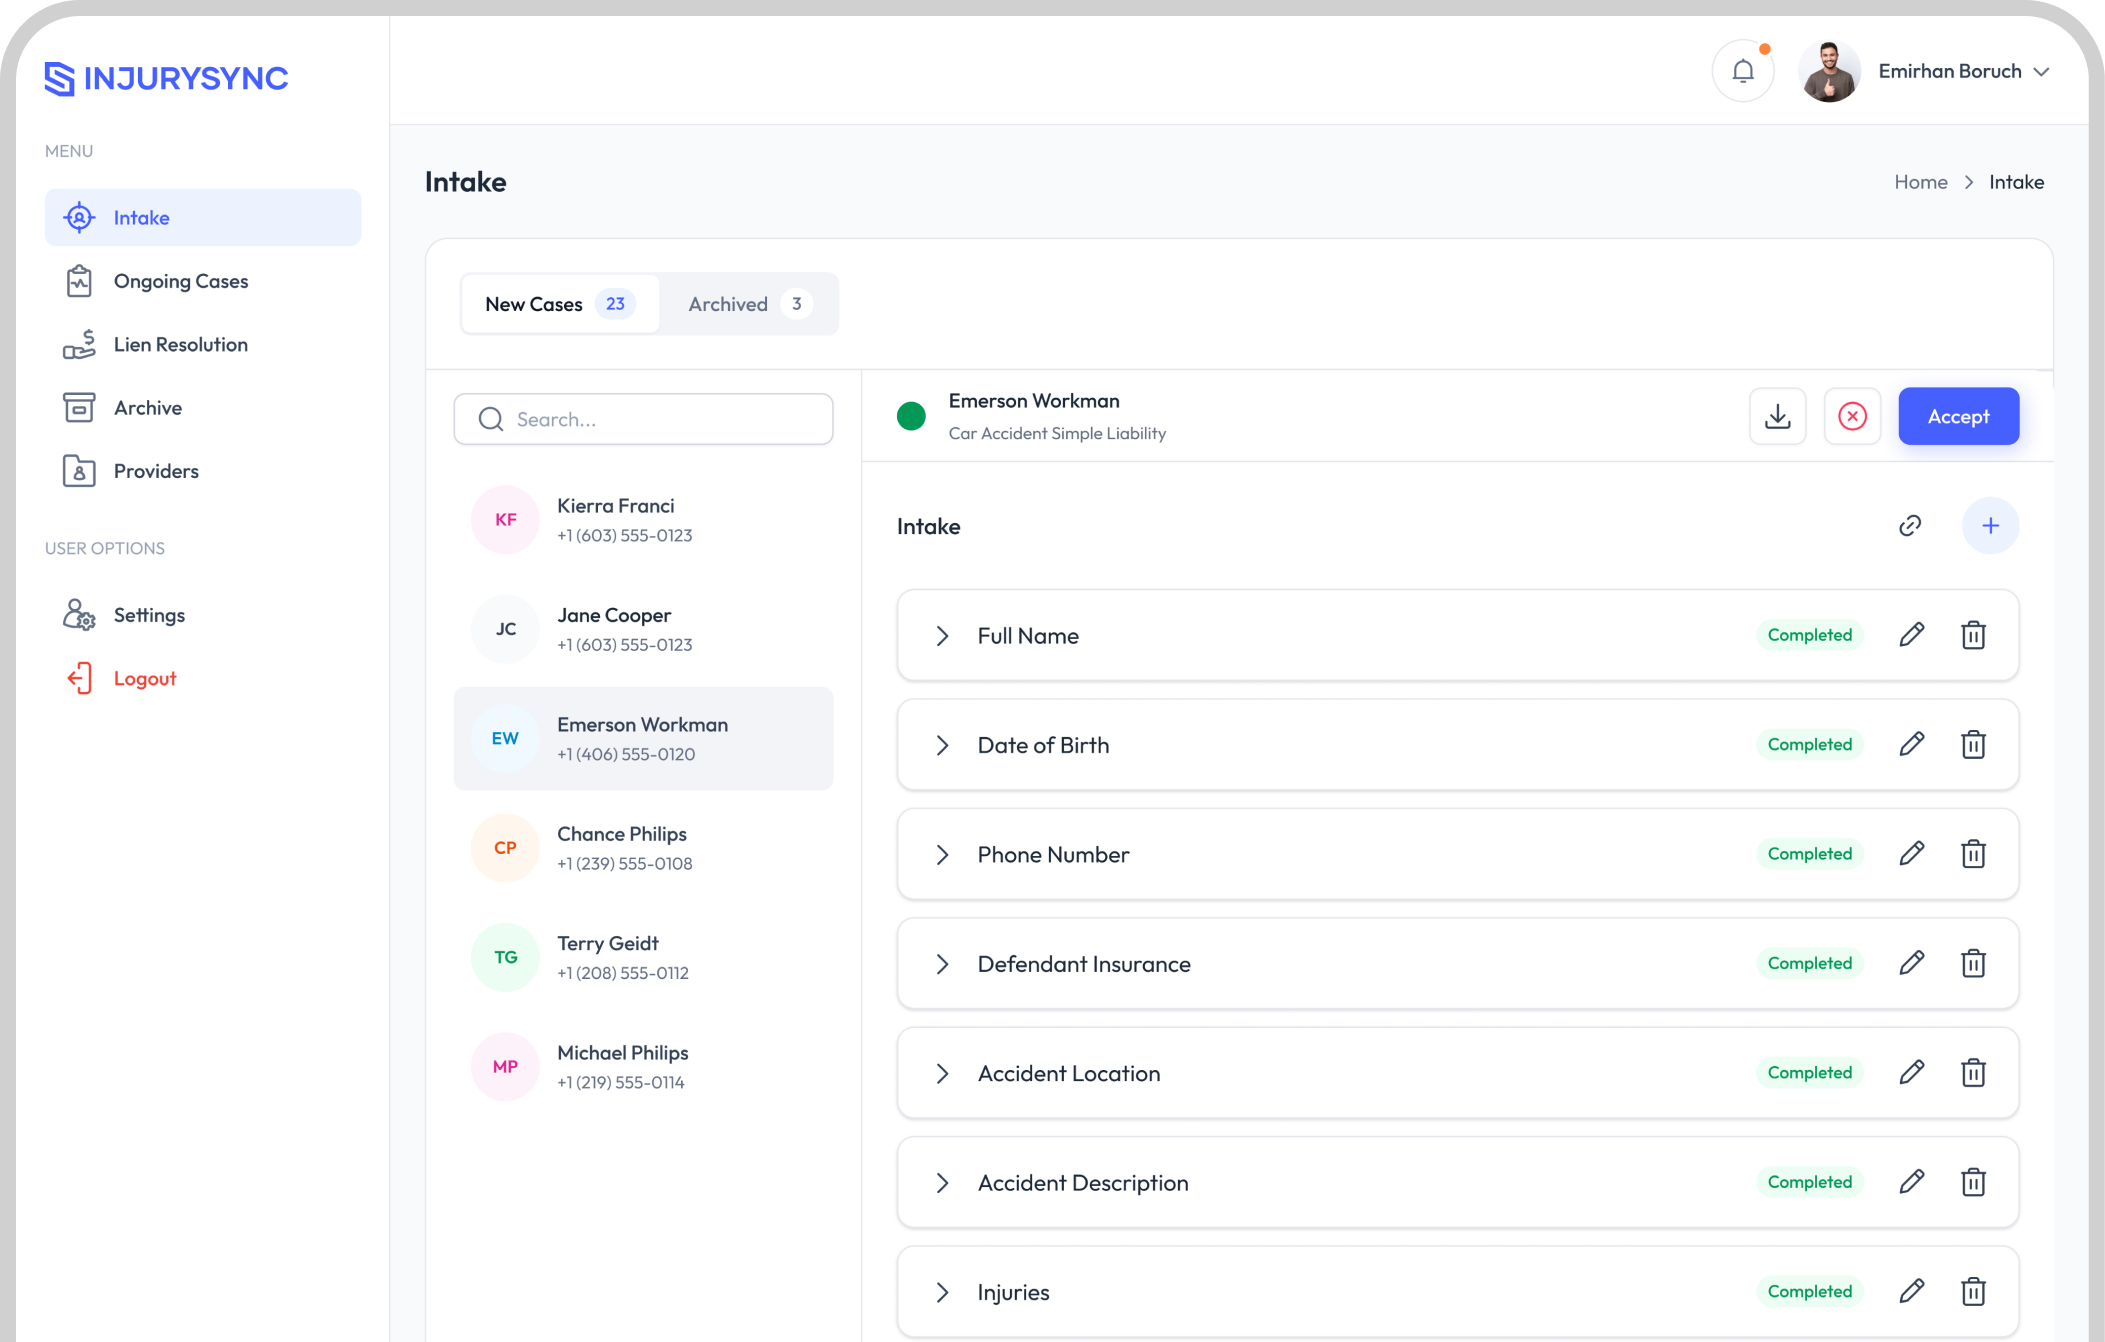 INJURYSYNC
Emirhan Boruch
MENU
Intake
Ongoing Cases
Lien Resolution
Archive
Providers
USER OPTIONS
Settings
Logout
Intake
Home > Intake
New Cases 23 Archived 3
Search...
KF
Kierra Franci
+1 (603) 555-0123
JC
Jane Cooper
+1 (603) 555-0123
EW
Emerson Workman
+1 (406) 555-0120
CP
Chance Philips
+1 (239) 555-0108
TG
Terry Geidt
+1 (208) 555-0112
MP
Michael Philips
+1 (219) 555-0114
Emerson Workman
Car Accident Simple Liability
Accept
Intake
Full Name Completed
Date of Birth Completed
Phone Number Completed
Defendant Insurance Completed
Accident Location Completed
Accident Description Completed
Injuries Completed